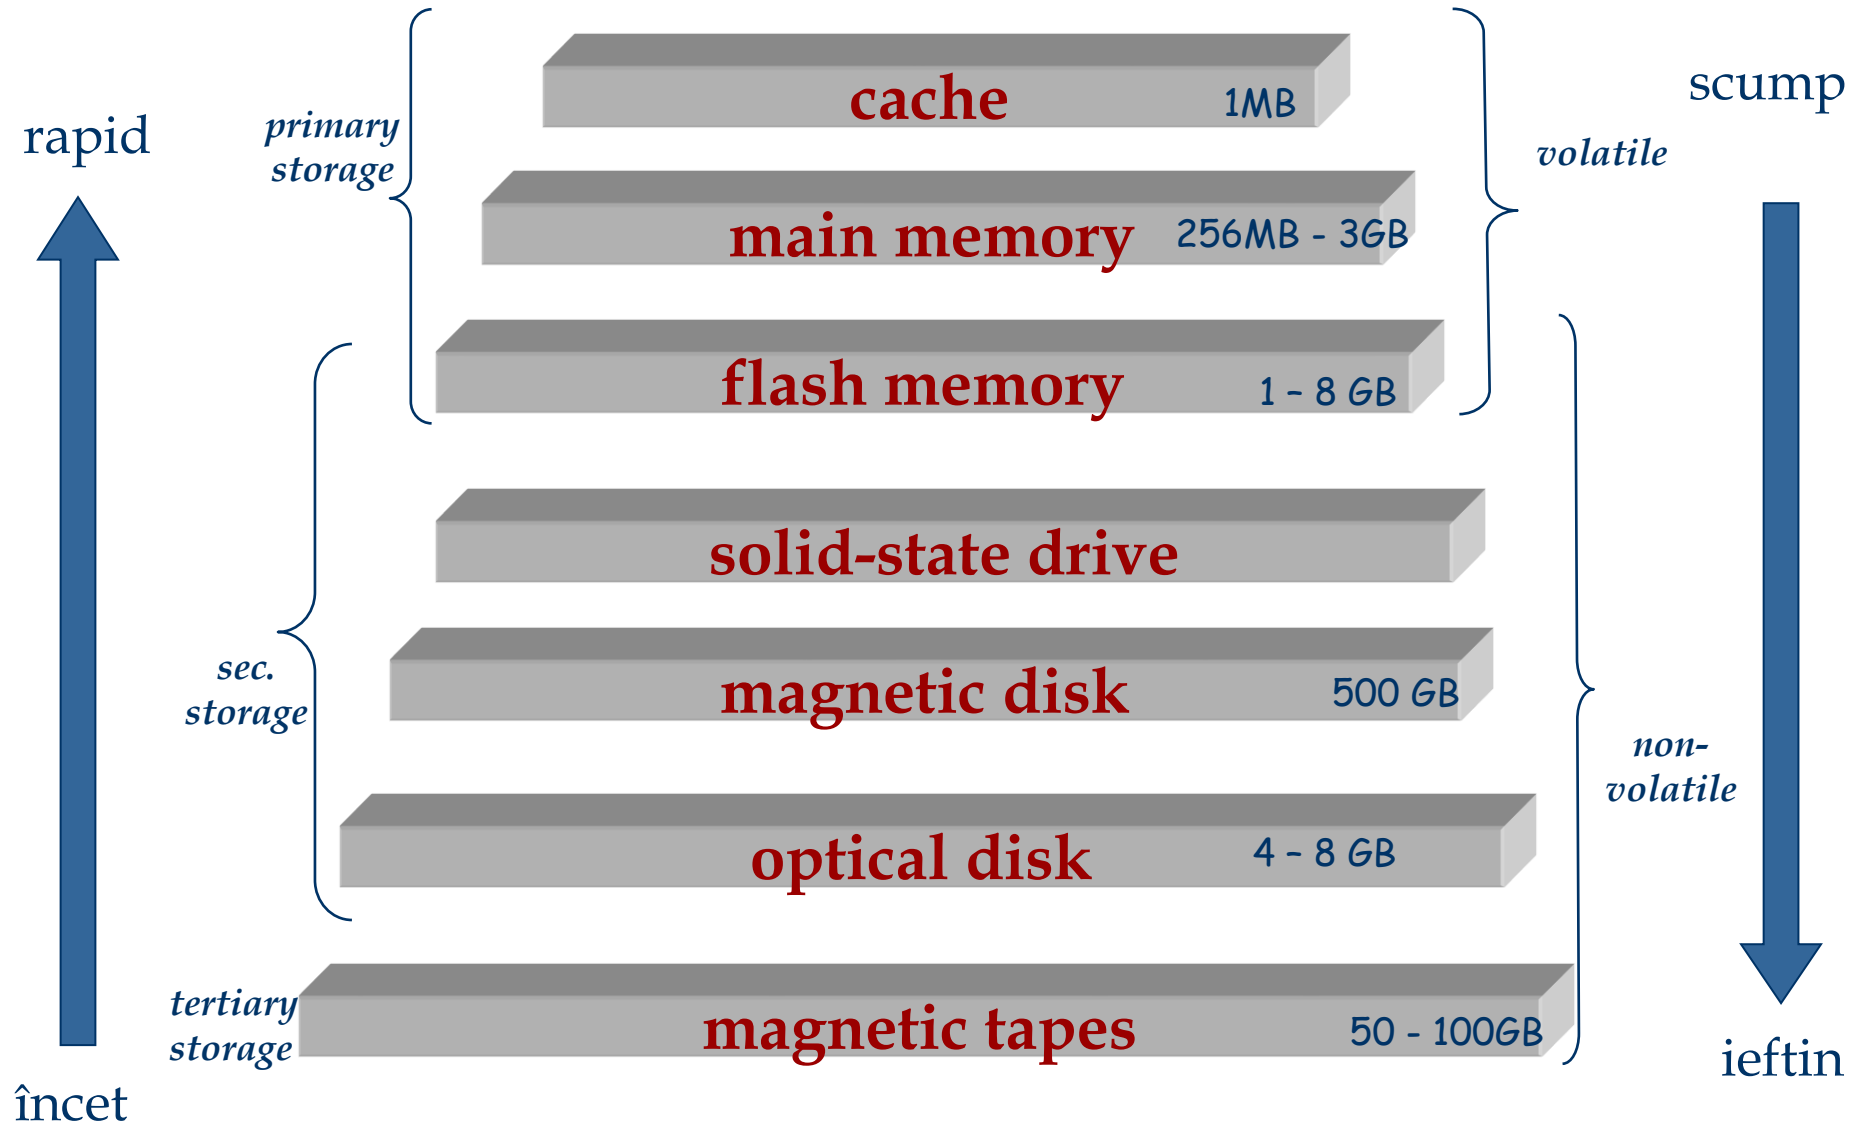 cache 1MB
scump
rapid
primary
storage
volatile
main memory 256MB - 3GB
flash memory 1 – 8 GB
solid-state drive
sec.
storage
magnetic disk 500 GB
non-
volatile
optical disk 4 – 8 GB
tertiary
storage
magnetic tapes 50 - 100GB
ieftin
încet